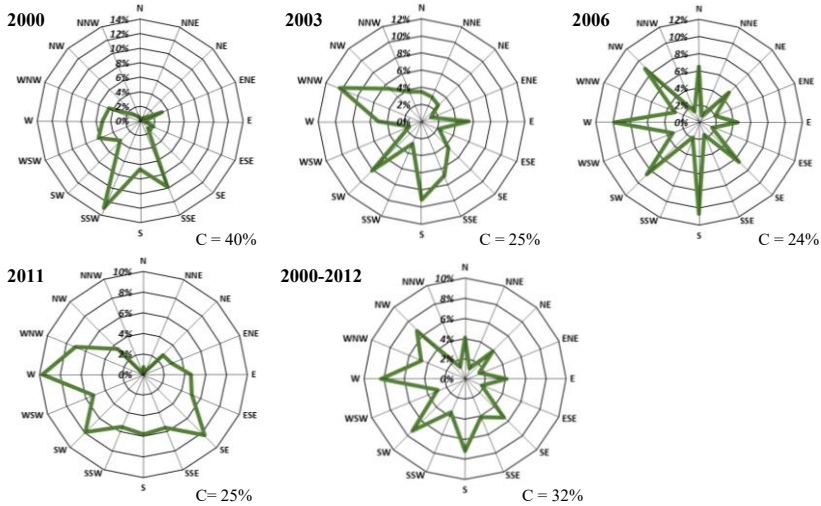 2000
N
NNE
NE
ENE
E
ESE
SE
SSE
S
SSW
SW
WSW
W
WNW
NW
NNW
14%
12%
10%
8%
6%
4%
2%
0%
C = 40%
2003
N
NNE
NE
ENE
E
ESE
SE
SSE
S
SSW
SW
WSW
W
WNW
NW
NNW
12%
10%
8%
6%
4%
2%
0%
C = 25%
2006
N
NNE
NE
ENE
E
ESE
SE
SSE
S
SSW
SW
WSW
W
WNW
NW
NNW
12%
10%
8%
6%
4%
2%
0%
C = 24%
2011
N
NNE
NE
ENE
E
ESE
SE
SSE
S
SSW
SW
WSW
W
WNW
NW
NNW
10%
8%
6%
4%
2%
0%
C= 25%
2000-2012
N
NNE
NE
ENE
E
ESE
SE
SSE
S
SSW
SW
WSW
W
WNW
NW
NNW
10%
8%
6%
4%
2%
0%
C = 32%